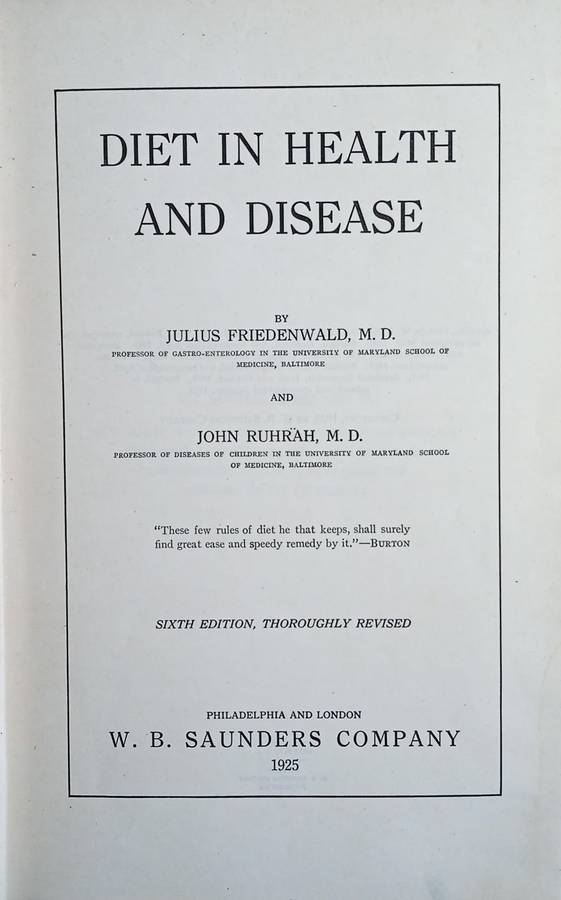 DIET IN HEALTH
AND DISEASE
BY
JULIUS FRIEDENWALD, M. D.
PROFESSOR OF GASTRO-ENTEROLOGY IN THE UNIVERSITY OF MARYLAND SCHOOL OF
MEDICINE, BALTIMORE
AND
JOHN RUHRÄH, M. D.
PROFESSOR OF DISEASES OF CHILDREN IN THE UNIVERSITY OF MARYLAND SCHOOL
OF MEDICINE, BALTIMORE
"These few rules of diet he that keeps, shall surely
find great ease and speedy remedy by it."—BURTON
SIXTH EDITION, THOROUGHLY REVISED
PHILADELPHIA AND LONDON
W. B. SAUNDERS COMPANY
1925